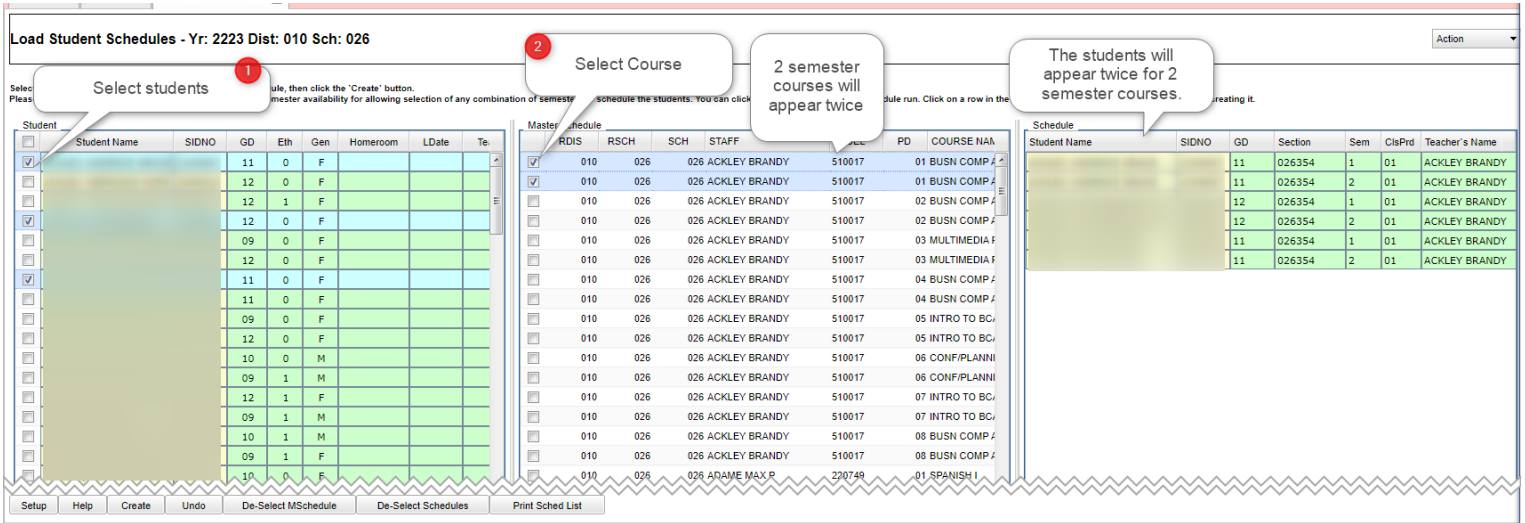 Load Student Schedules - Yr: 2223 Dist: 010 Sch: 026
Action
1
Select students
2
Select Course
2 semester
courses will
appear twice
The students will
appear twice for 2
semester courses.
Selec ule, then click the `Create` button.
Please emester availability for allowing selection of any combination of semeste schedule the students. You can click dule run. Click on a row in the creating it.
Student
Student Name SIDNO GD Eth Gen Homeroom LDate Tea
11 0 F
12 0 F
12 1 F
12 0 F
09 0 F
12 0 F
11 0 F
11 0 F
09 0 F
12 0 F
10 0 M
09 1 M
12 1 F
09 1 M
10 1 M
09 1 F
10 0 F
Master Schedule
RDIS RSCH SCH STAFF PD COURSE NAM
010 026 026 ACKLEY BRANDY 510017 01 BUSN COMP A
010 026 026 ACKLEY BRANDY 510017 01 BUSN COMP A
010 026 026 ACKLEY BRANDY 510017 02 BUSN COMP A
010 026 026 ACKLEY BRANDY 510017 02 BUSN COMP A
010 026 026 ACKLEY BRANDY 510017 03 MULTIMEDIA F
010 026 026 ACKLEY BRANDY 510017 03 MULTIMEDIA F
010 026 026 ACKLEY BRANDY 510017 04 BUSN COMP A
010 026 026 ACKLEY BRANDY 510017 04 BUSN COMP A
010 026 026 ACKLEY BRANDY 510017 05 INTRO TO BCA
010 026 026 ACKLEY BRANDY 510017 05 INTRO TO BCA
010 026 026 ACKLEY BRANDY 510017 06 CONF/PLANNI
010 026 026 ACKLEY BRANDY 510017 06 CONF/PLANNI
010 026 026 ACKLEY BRANDY 510017 07 INTRO TO BCA
010 026 026 ACKLEY BRANDY 510017 07 INTRO TO BCA
010 026 026 ACKLEY BRANDY 510017 08 BUSN COMP A
010 026 026 ACKLEY BRANDY 510017 08 BUSN COMP A
010 026 026 ADAME MAX R 220749 01 SPANISH I
Schedule
Student Name SIDNO GD Section Sem ClsPrd Teacher`s Name
11 026354 1 01 ACKLEY BRANDY
11 026354 2 01 ACKLEY BRANDY
12 026354 1 01 ACKLEY BRANDY
12 026354 2 01 ACKLEY BRANDY
11 026354 1 01 ACKLEY BRANDY
11 026354 2 01 ACKLEY BRANDY
Setup Help Create Undo De-Select MSchedule De-Select Schedules Print Sched List